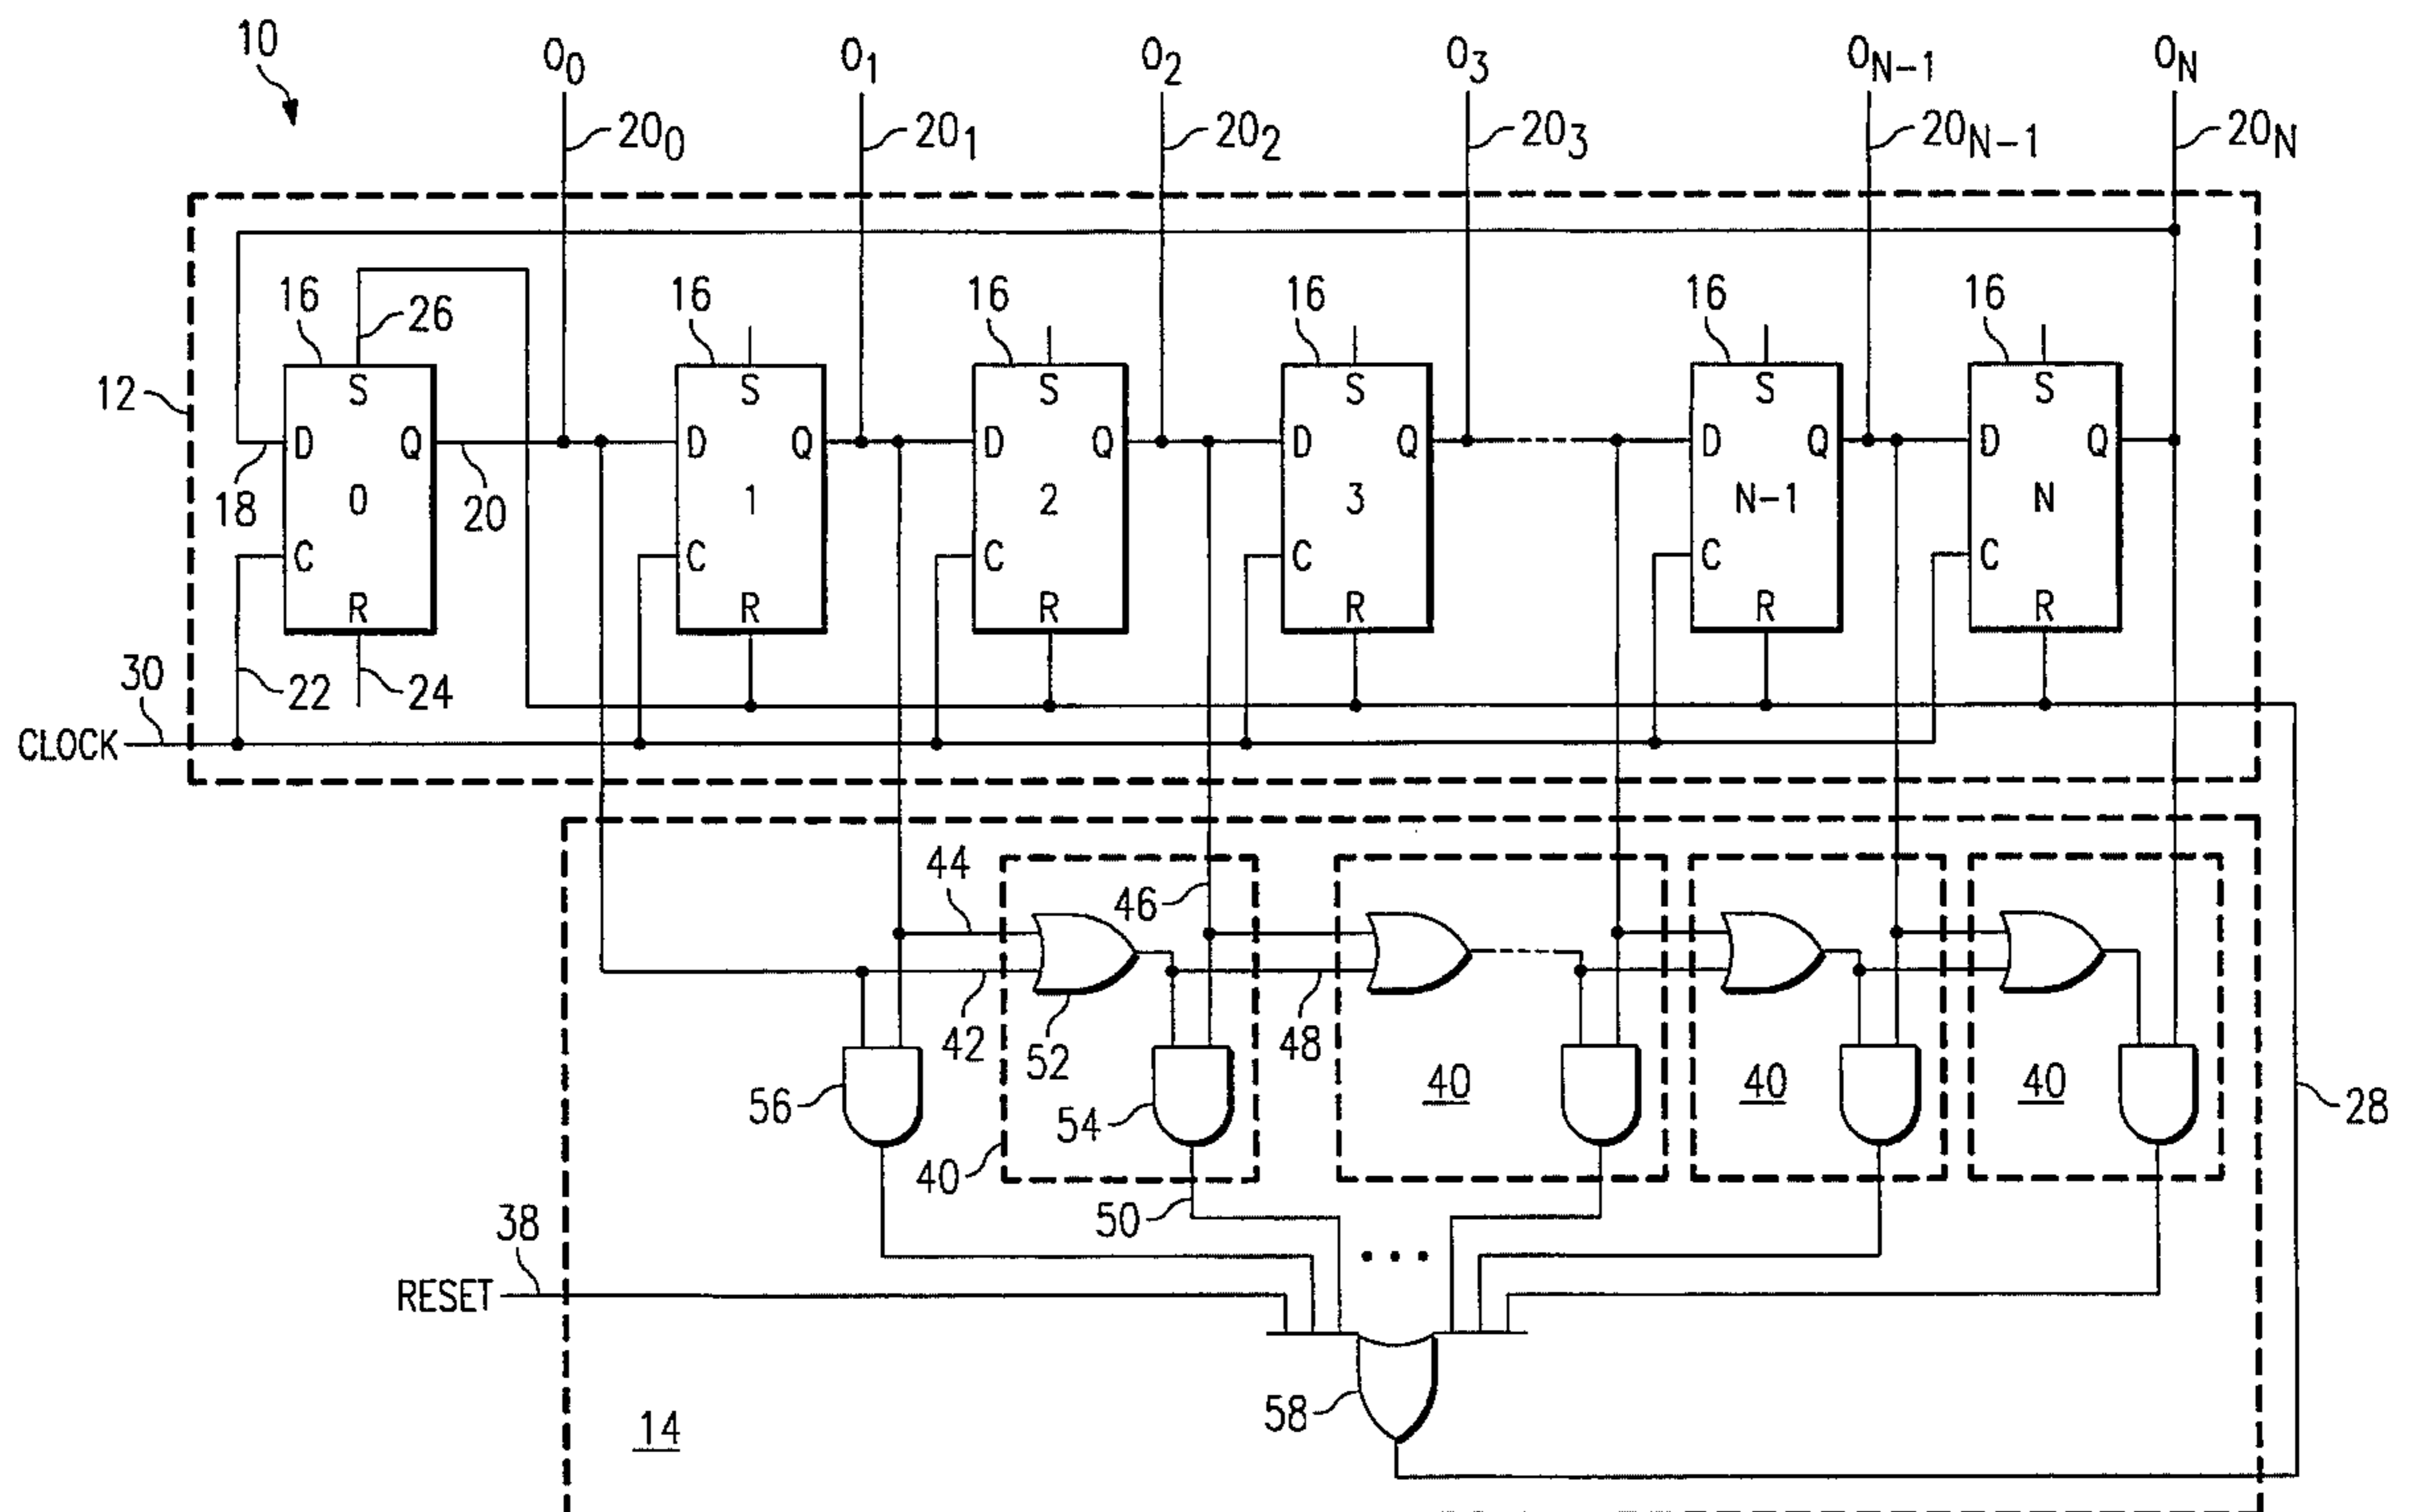 10
O0 O1 O2 O3 ON-1 ON
200 201 202 203 20N-1 20N
16 26 16 16 16 16 16
12
S S S S S S
D Q D Q D Q D Q D Q D Q
18 0 20 1 2 3 N-1 N
C C C C C C
R R R R R R
30 22 24
CLOCK
44 46
42 52 48
56 54 40 40 40 28
40
50
38 • • •
RESET
58
14